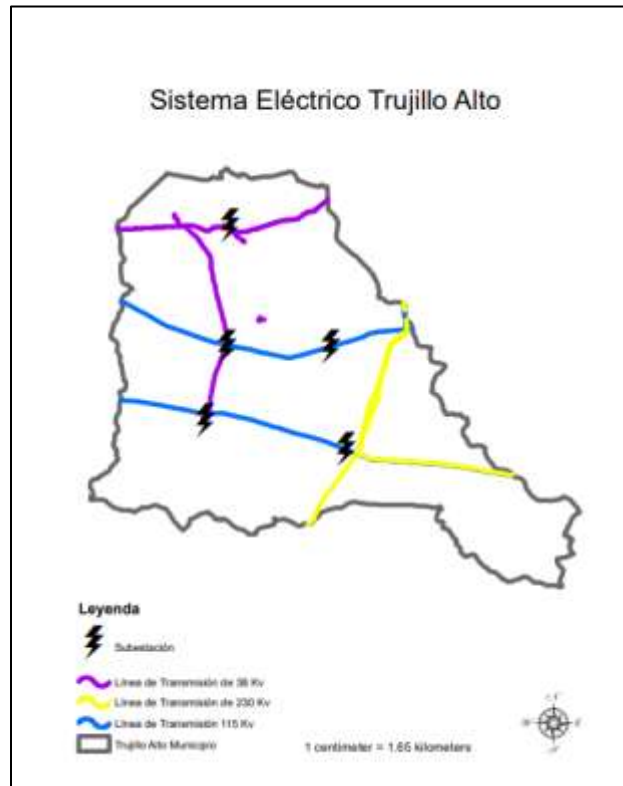 Sistema Eléctrico Trujillo Alto
Leyenda
Subestación
Línea de Transmisión de 38 Kv
Línea de Transmisión de 230 Kv
Línea de Transmisión 115 Kv
Trujillo Alto Municipio
1 centimeter = 1.65 kilometers